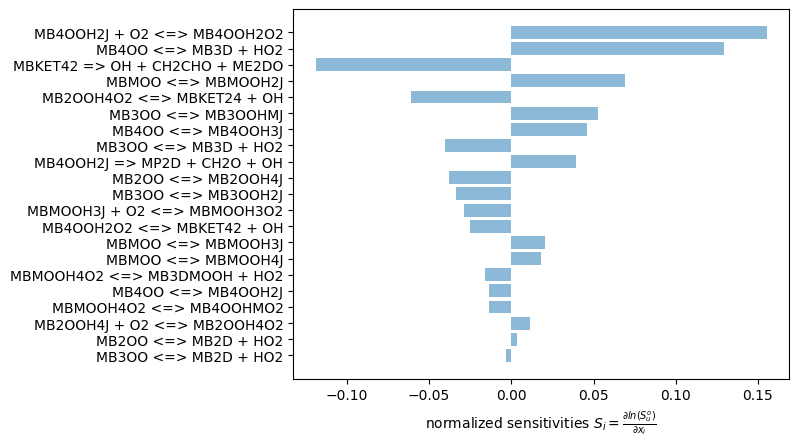 MB4OOH2J + O2 <=> MB4OOH2O2
MB4OO <=> MB3D + HO2
MBKET42 => OH + CH2CHO + ME2DO
MBMOO <=> MBMOOH2J
MB2OOH4O2 <=> MBKET24 + OH
MB3OO <=> MB3OOHMJ
MB4OO <=> MB4OOH3J
MB3OO <=> MB3D + HO2
MB4OOH2J => MP2D + CH2O + OH
MB2OO <=> MB2OOH4J
MB3OO <=> MB3OOH2J
MBMOOH3J + O2 <=> MBMOOH3O2
MB4OOH2O2 <=> MBKET42 + OH
MBMOO <=> MBMOOH3J
MBMOO <=> MBMOOH4J
MBMOOH4O2 <=> MB3DMOOH + HO2
MB4OO <=> MB4OOH2J
MBMOOH4O2 <=> MB4OOHMO2
MB2OOH4J + O2 <=> MB2OOH4O2
MB2OO <=> MB2D + HO2
MB3OO <=> MB2D + HO2
−0.10 −0.05 0.00 0.05 0.10 0.15
normalized sensitivities $S_i = \frac{\partial ln(S_u^o)}{\partial x_i}$